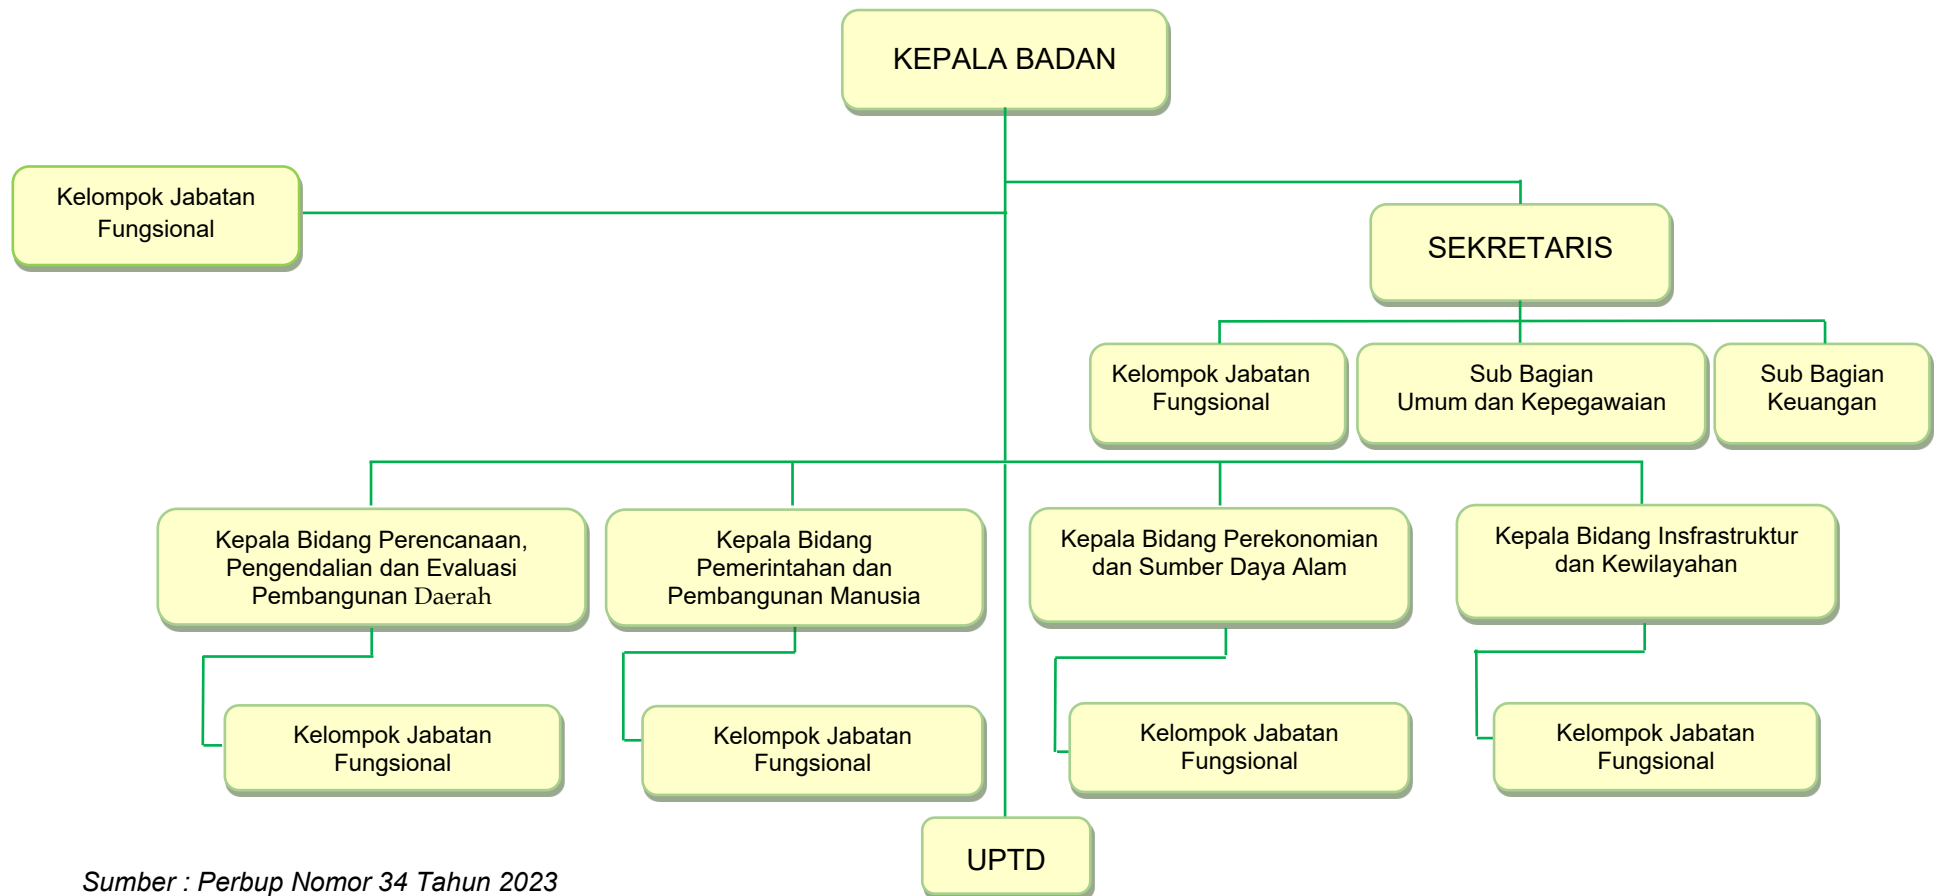 KEPALA BADAN
Kelompok Jabatan
Fungsional
SEKRETARIS
Kelompok Jabatan
Fungsional
Sub Bagian
Umum dan Kepegawaian
Sub Bagian
Keuangan
Kepala Bidang Perencanaan,
Pengendalian dan Evaluasi
Pembangunan Daerah
Kepala Bidang
Pemerintahan dan
Pembangunan Manusia
Kepala Bidang Perekonomian
dan Sumber Daya Alam
Kepala Bidang Insfrastruktur
dan Kewilayahan
Kelompok Jabatan
Fungsional
Kelompok Jabatan
Fungsional
Kelompok Jabatan
Fungsional
Kelompok Jabatan
Fungsional
UPTD
Sumber : Perbup Nomor 34 Tahun 2023